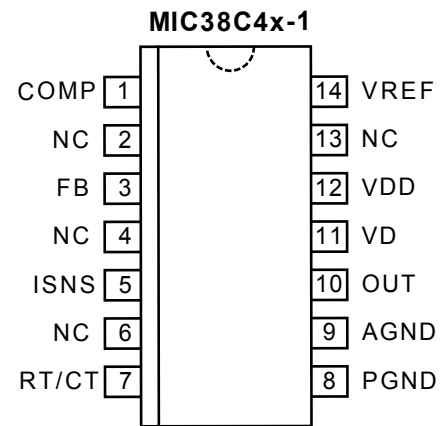 MIC38C4x-1
COMP 1 14 VREF
NC 2 13 NC
FB 3 12 VDD
NC 4 11 VD
ISNS 5 10 OUT
NC 6 9 AGND
RT/CT 7 8 PGND